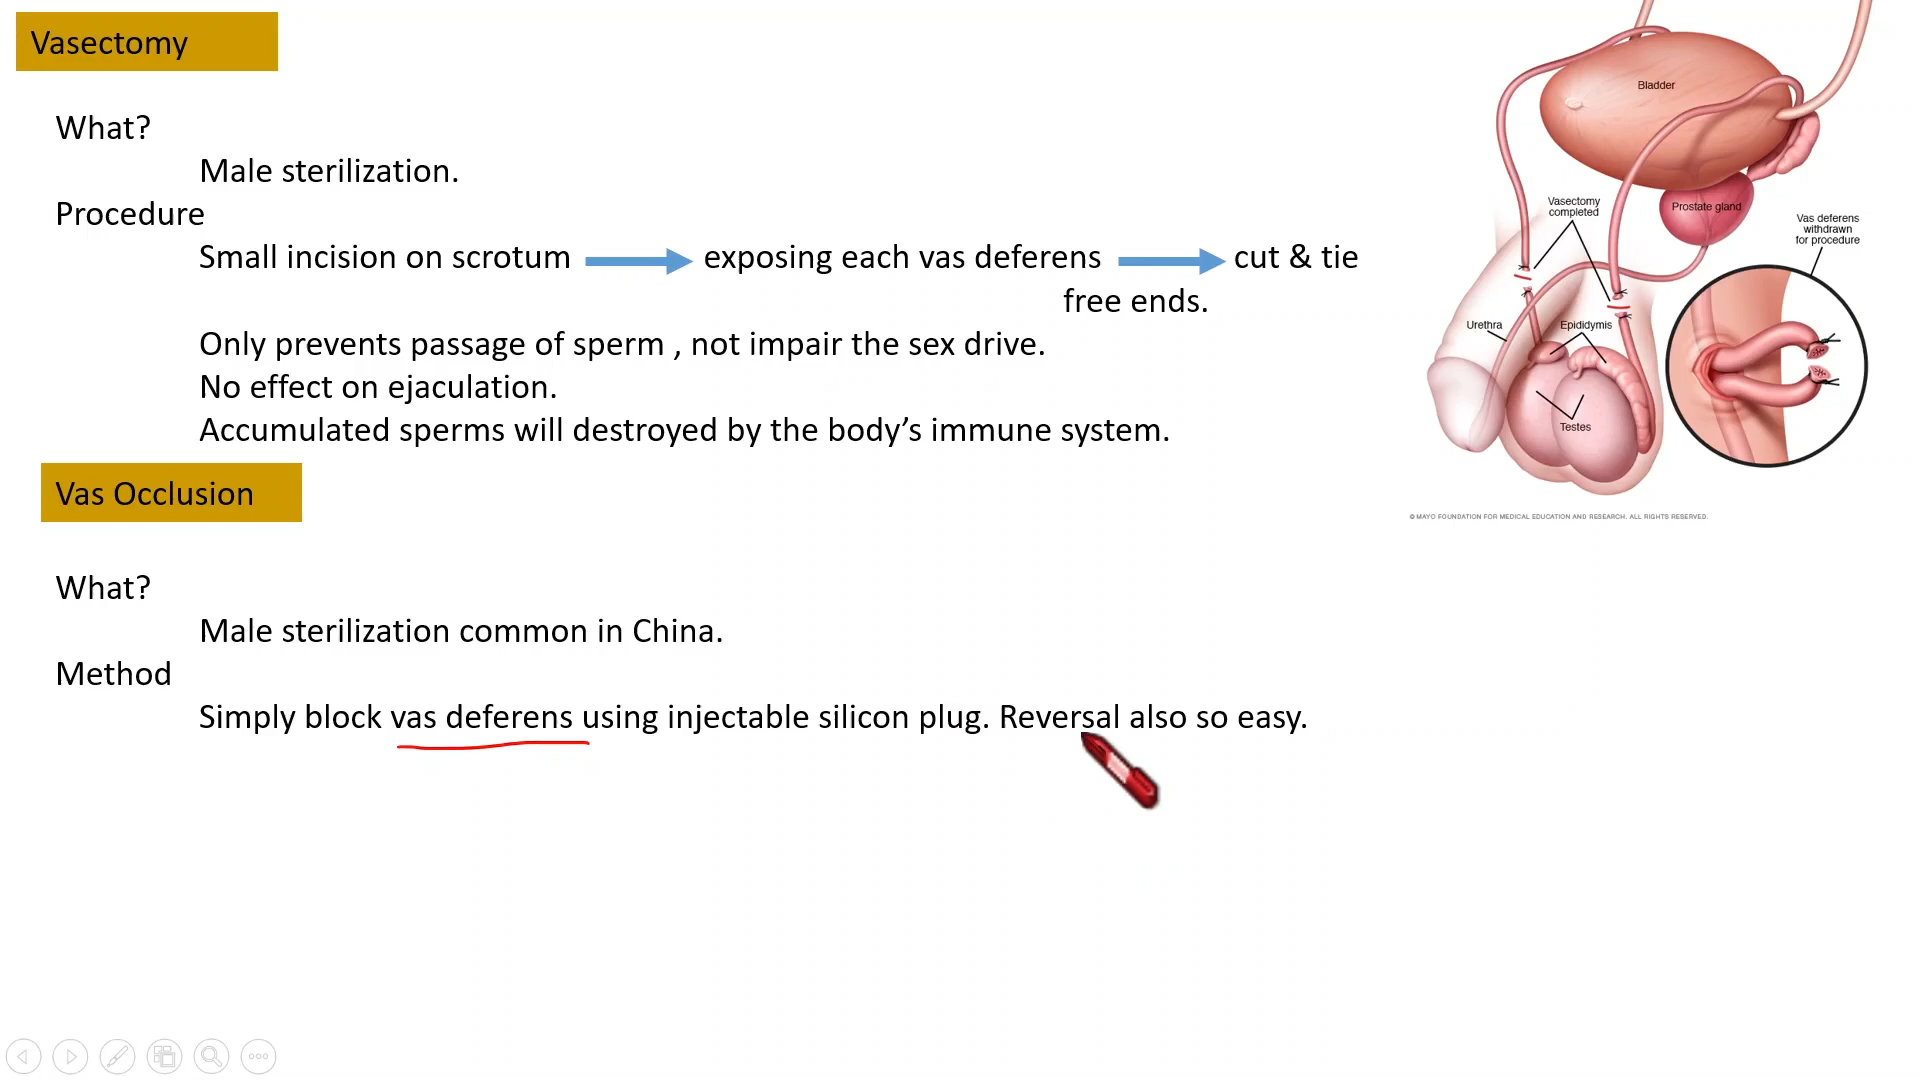 Vasectomy
What?
Male sterilization.
Procedure
Small incision on scrotum exposing each vas deferens cut & tie
free ends.
Only prevents passage of sperm , not impair the sex drive.
No effect on ejaculation.
Accumulated sperms will destroyed by the body’s immune system.
Vas Occlusion
What?
Male sterilization common in China.
Method
Simply block vas deferens using injectable silicon plug. Reversal also so easy.
Bladder
Vasectomy
completed
Prostate gland
Vas deferens
withdrawn
for procedure
Urethra
Epididymis
Testes
© MAYO FOUNDATION FOR MEDICAL EDUCATION AND RESEARCH. ALL RIGHTS RESERVED.